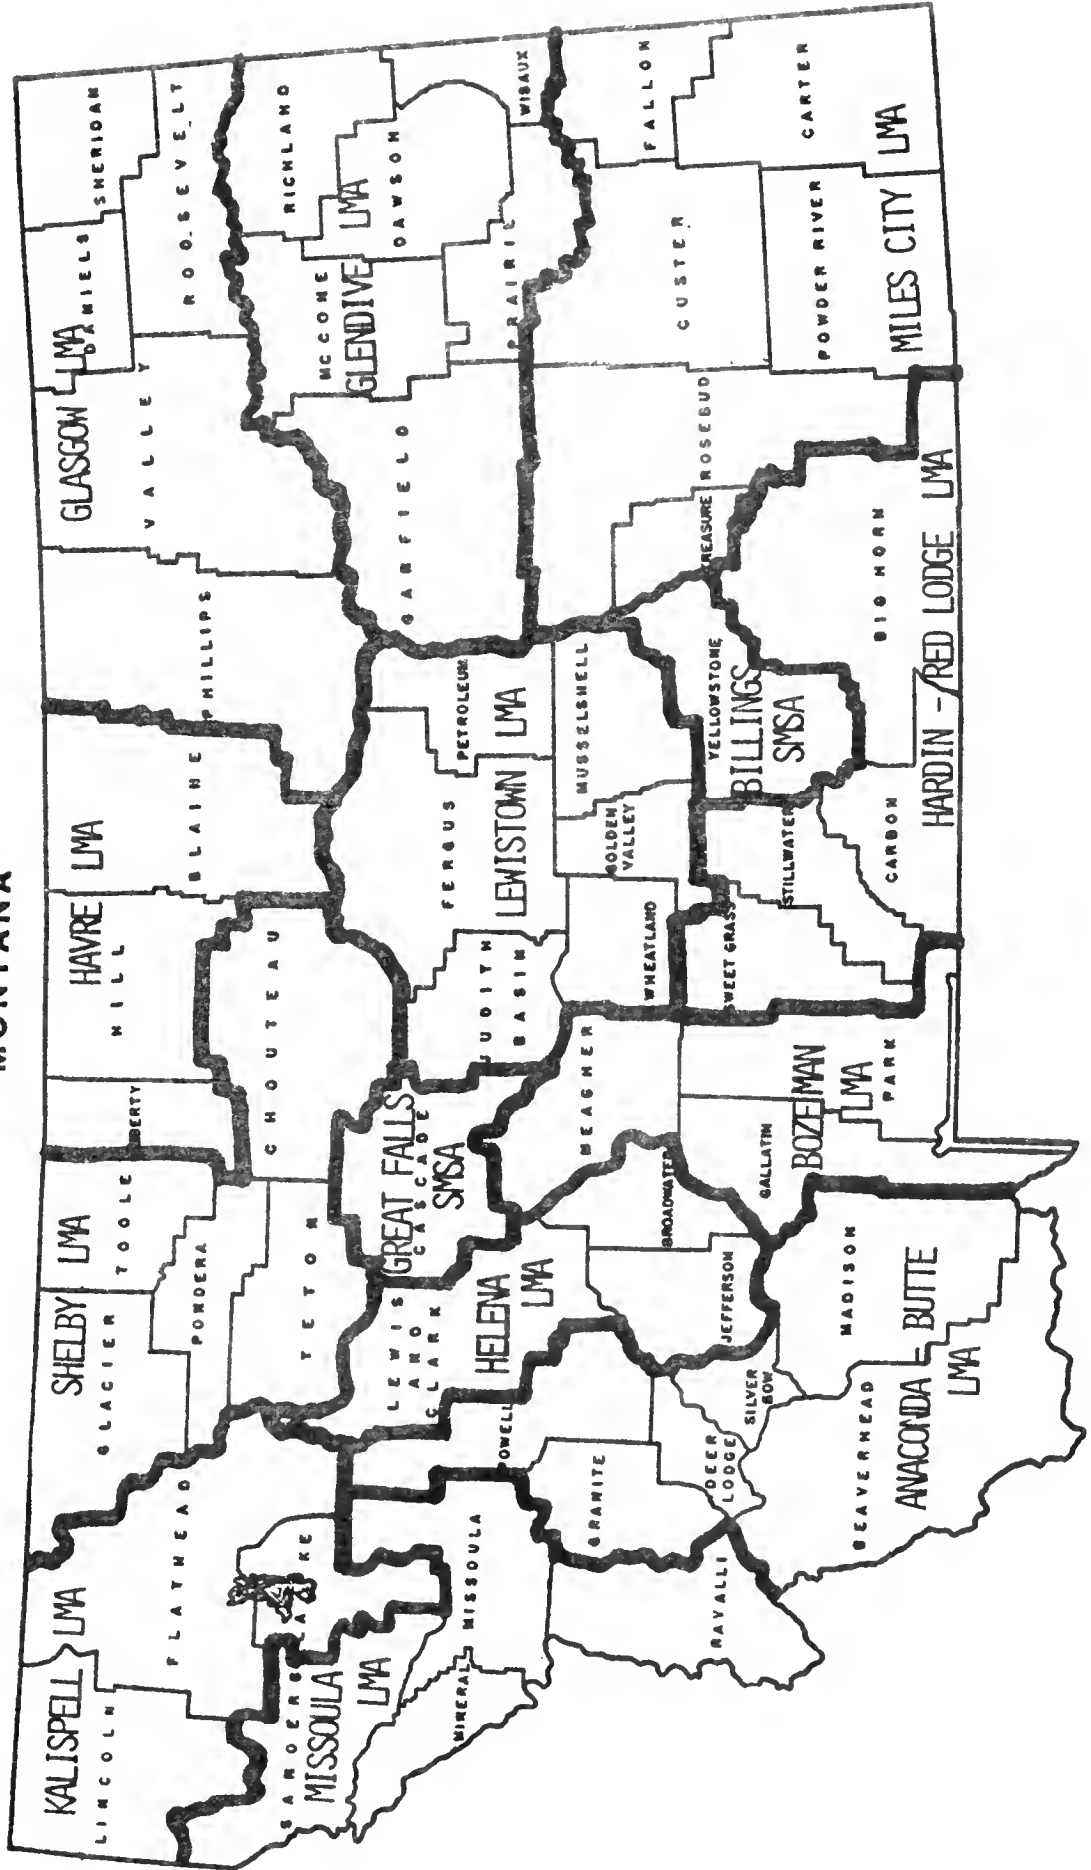 MONTANA
KALISPELL LMA
LINCOLN
FLATHEAD
LAKE
SANDERS
MISSOULA
LMA
MINERAL
MISSOULA
RAVALLI
GRANITE
POWELL
DEER
LODGE
SILVER
BOW
BEAVERHEAD
ANACONDA - BUTTE
LMA
MADISON
JEFFERSON
BROADWATER
HELENA
LMA
LEWIS
AND
CLARK
SHELBY LMA
GLACIER
TOOLE
PONDERA
TETON
GREAT FALLS
CASCADE
SMSA
CHOUTEAU
LIBERTY
HAVRE LMA
HILL
BLAINE
MEAGHER
GALLATIN
BOZEMAN
LMA
PARK
JUDITH
BASIN
FERGUS
LEWISTOWN LMA
PETROLEUM
WHEATLAND
GOLDEN
VALLEY
MUSSELSHELL
SWEET GRASS
STILLWATER
CARBON
YELLOWSTONE
BILLINGS
SMSA
BIG HORN
HARDIN - RED LODGE LMA
GLASGOW LMA
PHILLIPS
VALLEY
DANIELS
SHERIDAN
ROOSEVELT
GARFIELD
MCCONE
GLENDIVE LMA
RICHLAND
DAWSON
PRAIRIE
WIBAUX
TREASURE
ROSEBUD
CUSTER
FALLON
POWDER RIVER
CARTER
MILES CITY LMA